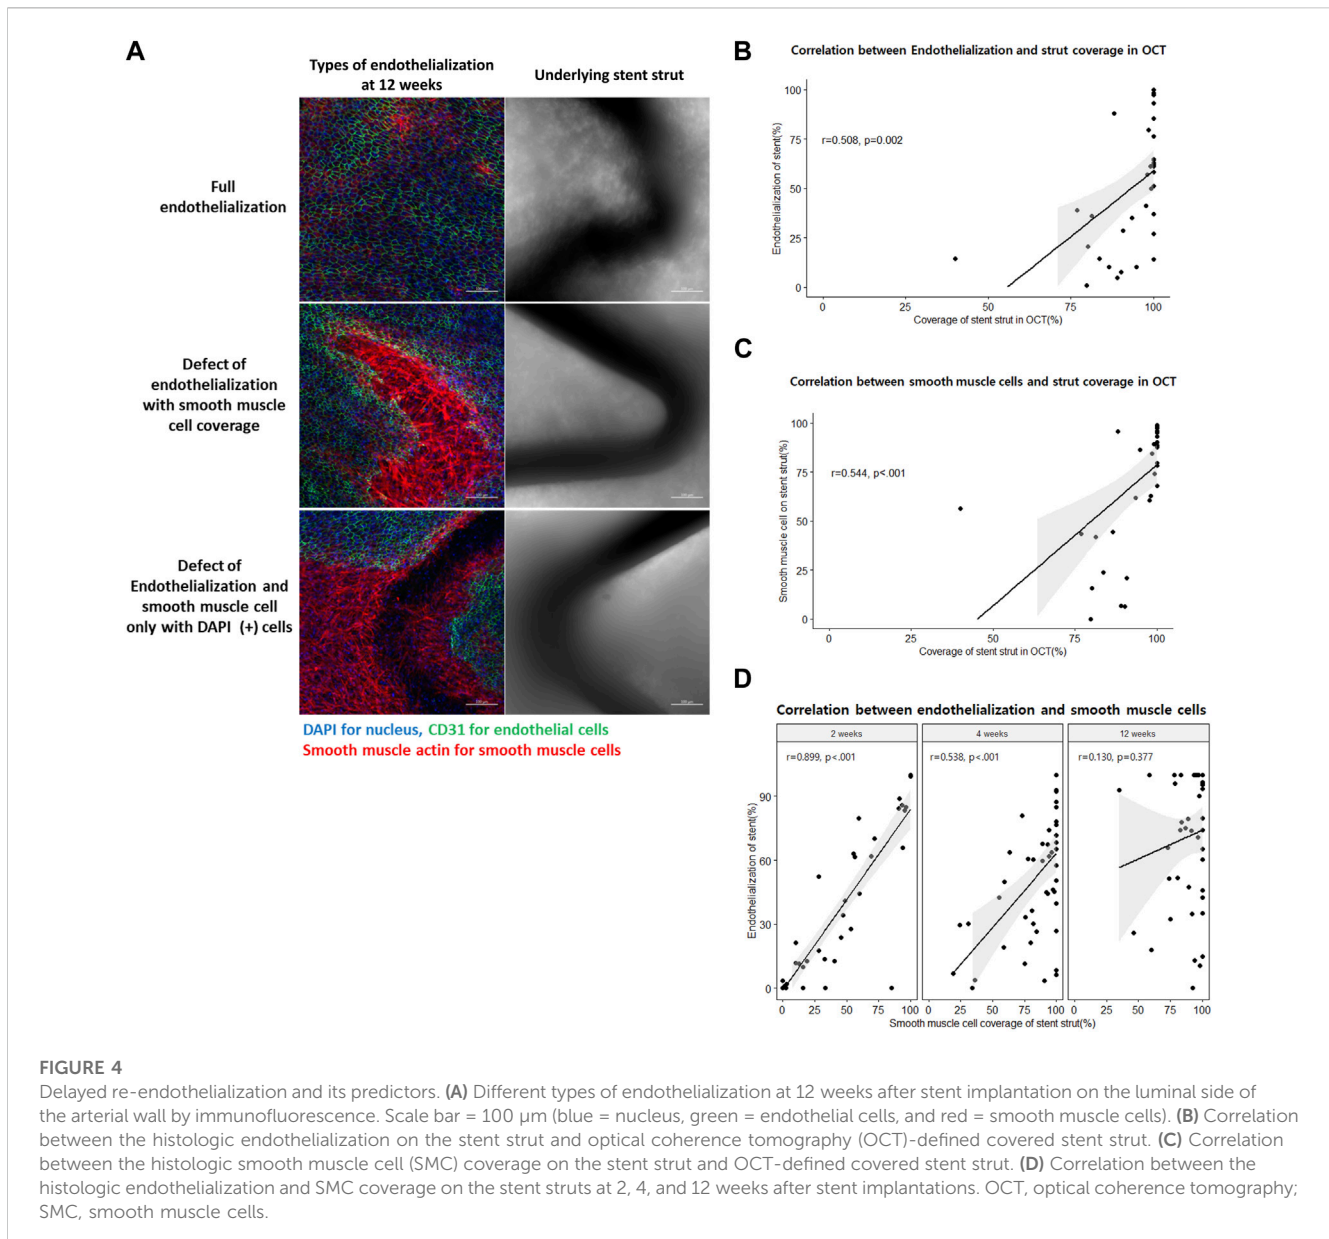 A
Types of endothelialization
at 12 weeks
Underlying stent strut
Full
endothelialization
Defect of
endothelization
with smooth muscle
cell coverage
Defect of
Endothelization and
smooth muscle cell
only with DAPI (+) cells
100 μm
100 μm
100 μm
100 μm
100 μm
100 μm
DAPI for nucleus, CD31 for endothelial cells
Smooth muscle actin for smooth muscle cells
B
Correlation between Endothelialization and strut coverage in OCT
r=0.508, p=0.002
Endothelialization of stent(%)
100
75
50
25
0
0
25
50
75
100
Coverage of stent strut in OCT(%)
C
Correlation between smooth muscle cells and strut coverage in OCT
r=0.544, p<.001
Smooth muscle cell on stent strut(%)
100
75
50
25
0
0
25
50
75
100
Coverage of stent strut in OCT(%)
D
Correlation between endothelialization and smooth muscle cells
2 weeks
4 weeks
12 weeks
r=0.899, p<.001
r=0.538, p<.001
r=0.130, p=0.377
Endothelialization of stent(%)
90
60
30
0
0 25 50 75 100
0 25 50 75 100
0 25 50 75 100
Smooth muscle cell coverage of stent strut(%)
FIGURE 4
Delayed re-endothelialization and its predictors. (A) Different types of endothelialization at 12 weeks after stent implantation on the luminal side of
the arterial wall by immunofluorescence. Scale bar = 100 μm (blue = nucleus, green = endothelial cells, and red = smooth muscle cells). (B) Correlation
between the histologic endothelialization on the stent strut and optical coherence tomography (OCT)-defined covered stent strut. (C) Correlation
between the histologic smooth muscle cell (SMC) coverage on the stent strut and OCT-defined covered stent strut. (D) Correlation between the
histologic endothelialization and SMC coverage on the stent struts at 2, 4, and 12 weeks after stent implantations. OCT, optical coherence tomography;
SMC, smooth muscle cells.